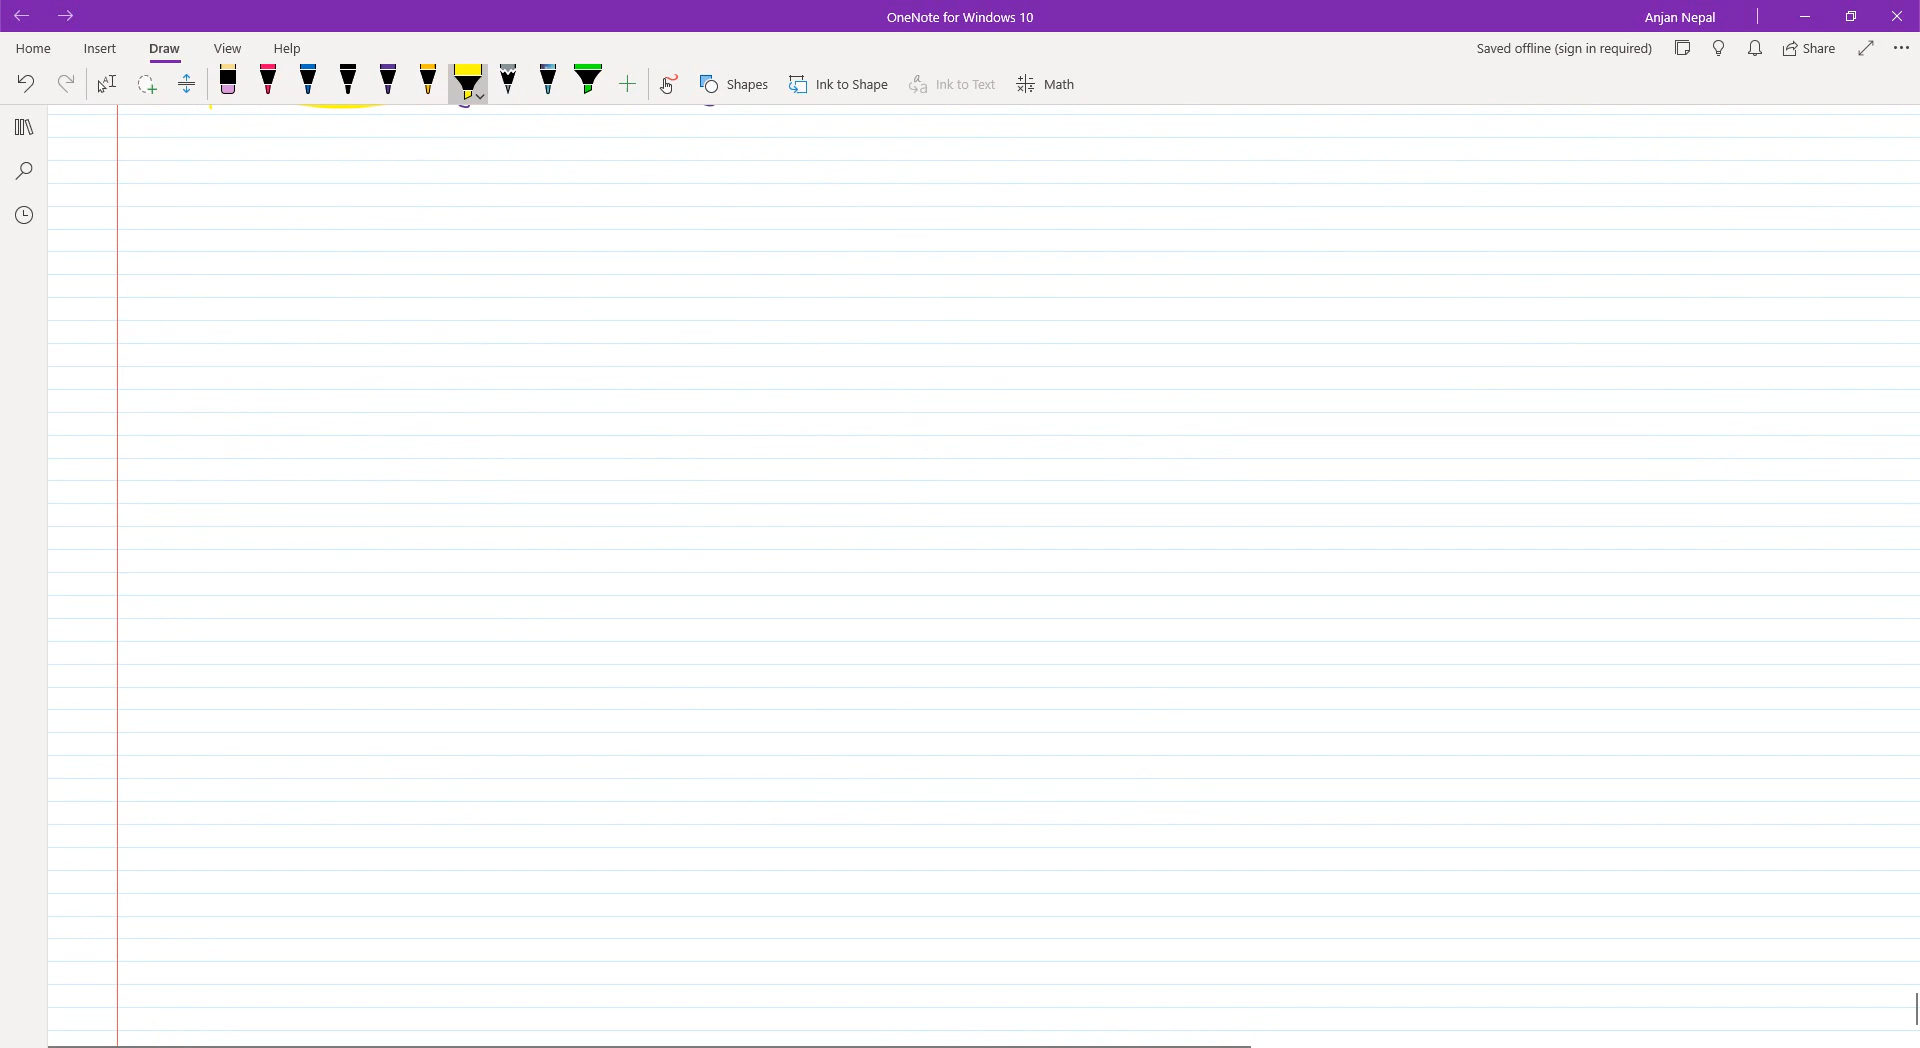 OneNote for Windows 10
Anjan Nepal
Home Insert Draw View Help
Saved offline (sign in required) Share
Shapes Ink to Shape Ink to Text Math